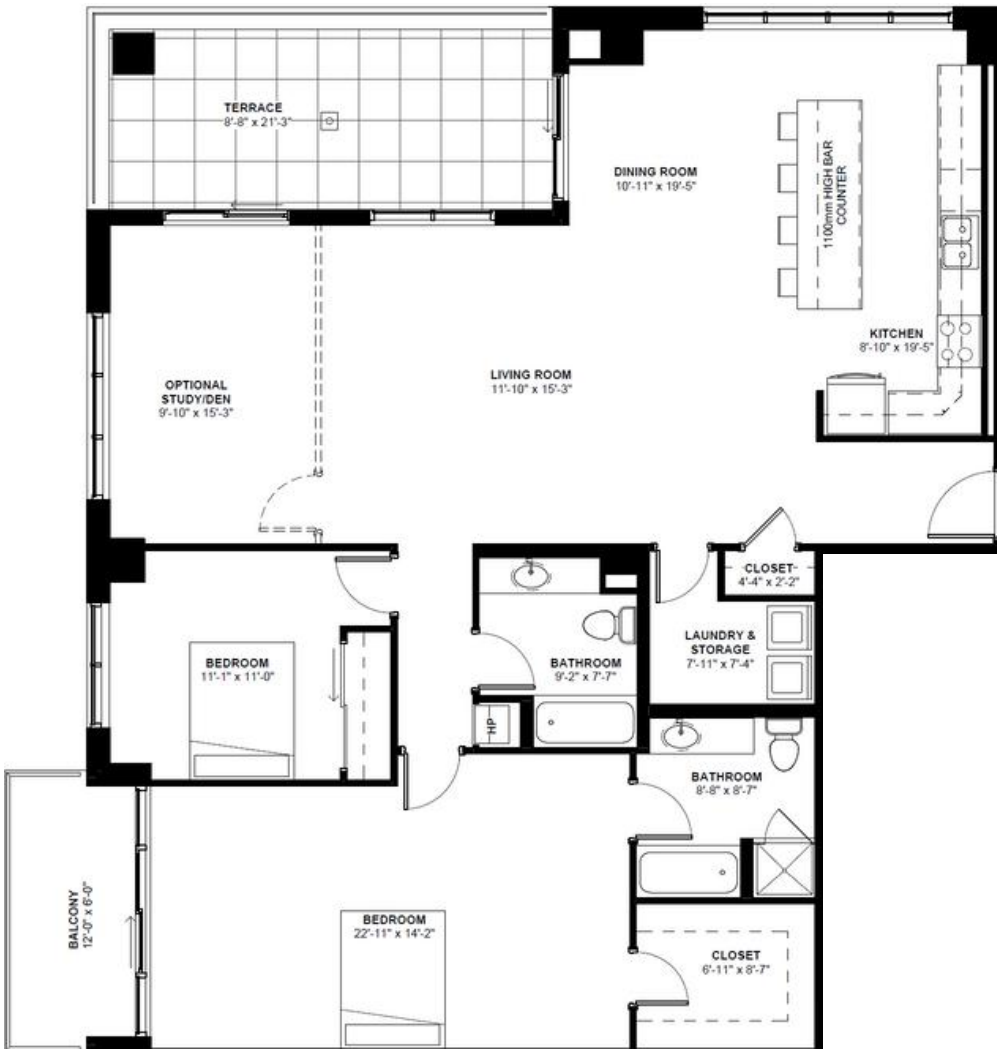 TERRACE
8'-8" x 21'-3"
DINING ROOM
10'-11" x 19'-5"
1100mm HIGH BAR
COUNTER
KITCHEN
8'-10" x 19'-5"
LIVING ROOM
11'-10" x 15'-3"
OPTIONAL
STUDY/DEN
9'-10" x 15'-3"
CLOSET
4'-4" x 2'-2"
LAUNDRY &
STORAGE
7'-11" x 7'-4"
BEDROOM
11'-1" x 11'-0"
BATHROOM
9'-2" x 7'-7"
HP
BATHROOM
8'-8" x 8'-7"
BALCONY
12'-0" x 6'-0"
BEDROOM
22'-11" x 14'-2"
CLOSET
6'-11" x 8'-7"